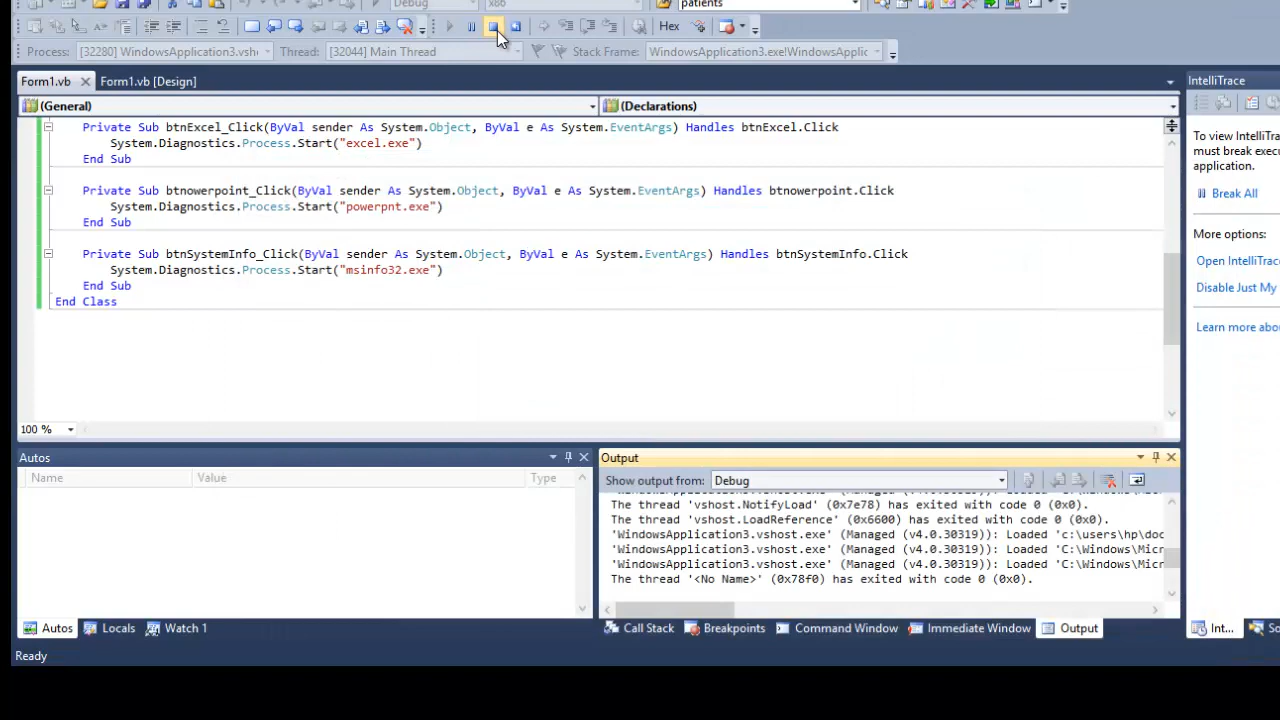 Debug x86 patients
Hex
Process: [32280] WindowsApplication3.vsh Thread: [32044] Main Thread Stack Frame: WindowsApplication3.exe!WindowsApplic
Form1.vb Form1.vb [Design]
(General) (Declarations)
Private Sub btnExcel_Click(ByVal sender As System.Object, ByVal e As System.EventArgs) Handles btnExcel.Click
System.Diagnostics.Process.Start("excel.exe")
End Sub
Private Sub btnowerpoint_Click(ByVal sender As System.Object, ByVal e As System.EventArgs) Handles btnowerpoint.Click
System.Diagnostics.Process.Start("powerpnt.exe")
End Sub
Private Sub btnSystemInfo_Click(ByVal sender As System.Object, ByVal e As System.EventArgs) Handles btnSystemInfo.Click
System.Diagnostics.Process.Start("msinfo32.exe")
End Sub
End Class
100 %
IntelliTrace
To view IntelliTra
must break exec
application.
Break All
More options:
Open IntelliTrace
Disable Just My
Learn more abo
Autos
Name Value Type
Output
Show output from: Debug
The thread 'vshost.NotifyLoad' (0x7e78) has exited with code 0 (0x0).
The thread 'vshost.LoadReference' (0x6600) has exited with code 0 (0x0).
'WindowsApplication3.vshost.exe' (Managed (v4.0.30319)): Loaded 'c:\users\hp\doc
'WindowsApplication3.vshost.exe' (Managed (v4.0.30319)): Loaded 'C:\Windows\Micr
'WindowsApplication3.vshost.exe' (Managed (v4.0.30319)): Loaded 'C:\Windows\Micr
The thread '<No Name>' (0x78f0) has exited with code 0 (0x0).
Autos Locals Watch 1
Call Stack Breakpoints Command Window Immediate Window Output
Int... So
Ready